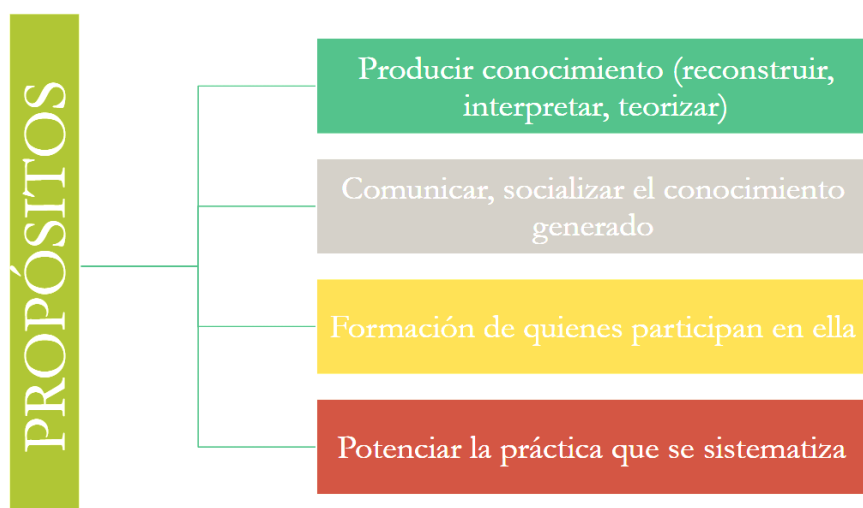 PROPÓSITOS
Producir conocimiento (reconstruir,
interpretar, teorizar)
Comunicar, socializar el conocimiento
generado
Formación de quienes participan en ella
Potenciar la práctica que se sistematiza